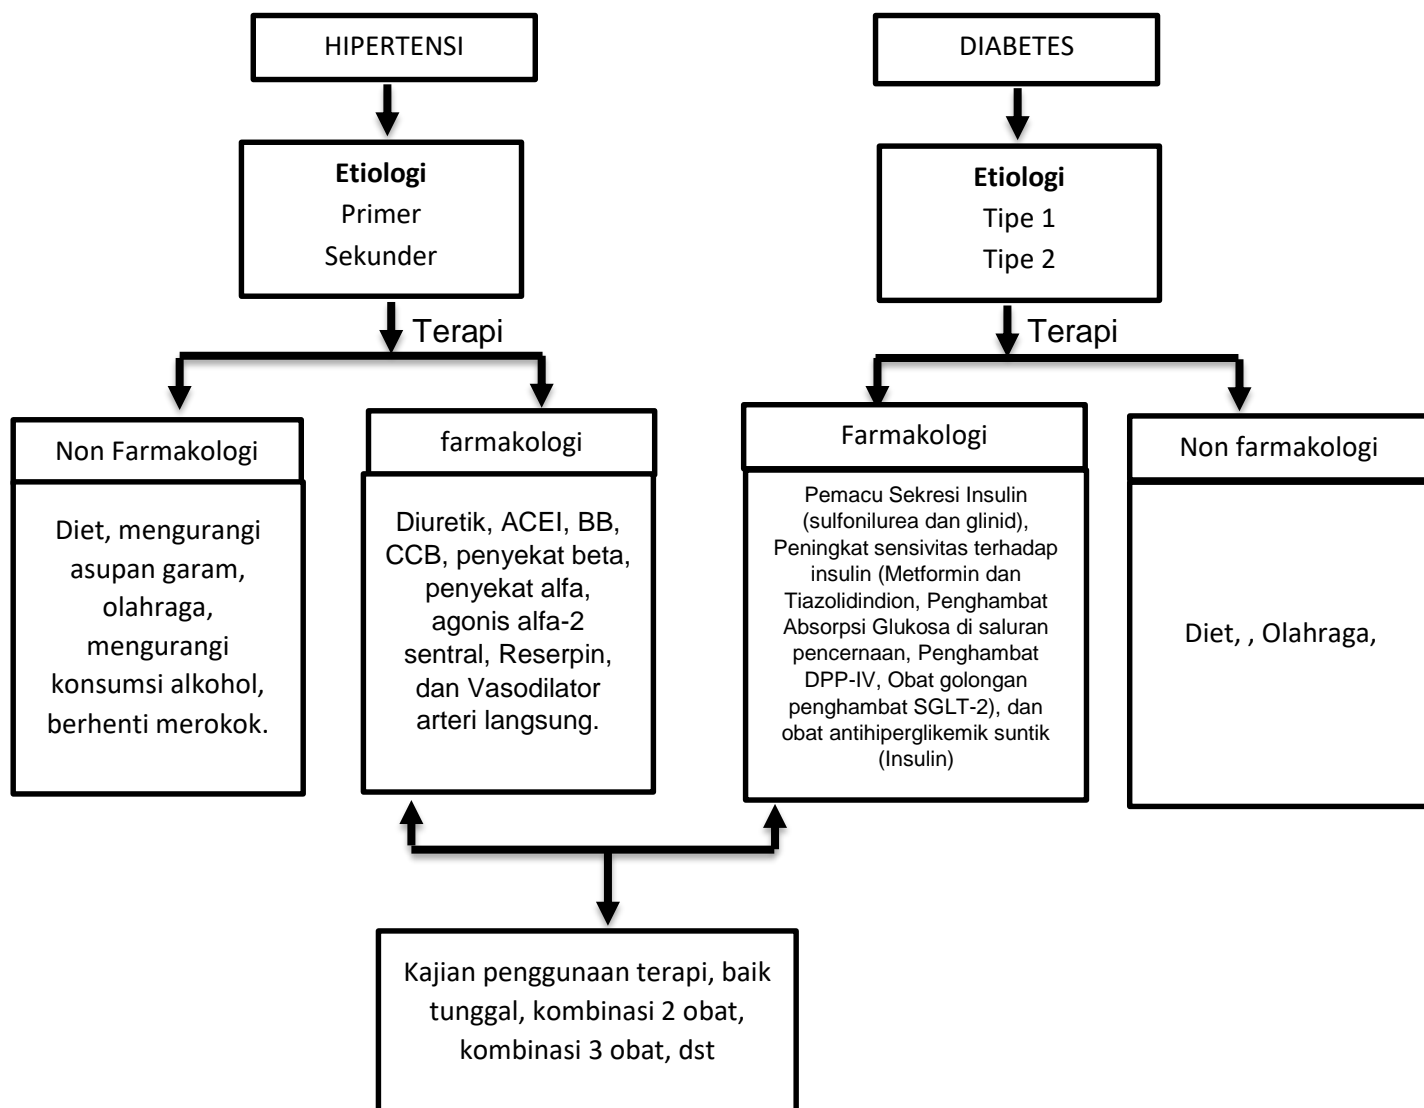 HIPERTENSI
DIABETES
Etiologi
Primer
Sekunder
Etiologi
Tipe 1
Tipe 2
Terapi
Terapi
Non Farmakologi
farmakologi
Farmakologi
Non farmakologi
Diet, mengurangi
asupan garam,
olahraga,
mengurangi
konsumsi alkohol,
berhenti merokok.
Diuretik, ACEI, BB,
CCB, penyekat beta,
penyekat alfa,
agonis alfa-2
sentral, Reserpin,
dan Vasodilator
arteri langsung.
Pemacu Sekresi Insulin
(sulfonilurea dan glinid),
Peningkat sensivitas terhadap
insulin (Metformin dan
Tiazolidindion, Penghambat
Absorpsi Glukosa di saluran
pencernaan, Penghambat
DPP-IV, Obat golongan
penghambat SGLT-2), dan
obat antihiperglikemik suntik
(Insulin)
Diet, , Olahraga,
Kajian penggunaan terapi, baik
tunggal, kombinasi 2 obat,
kombinasi 3 obat, dst